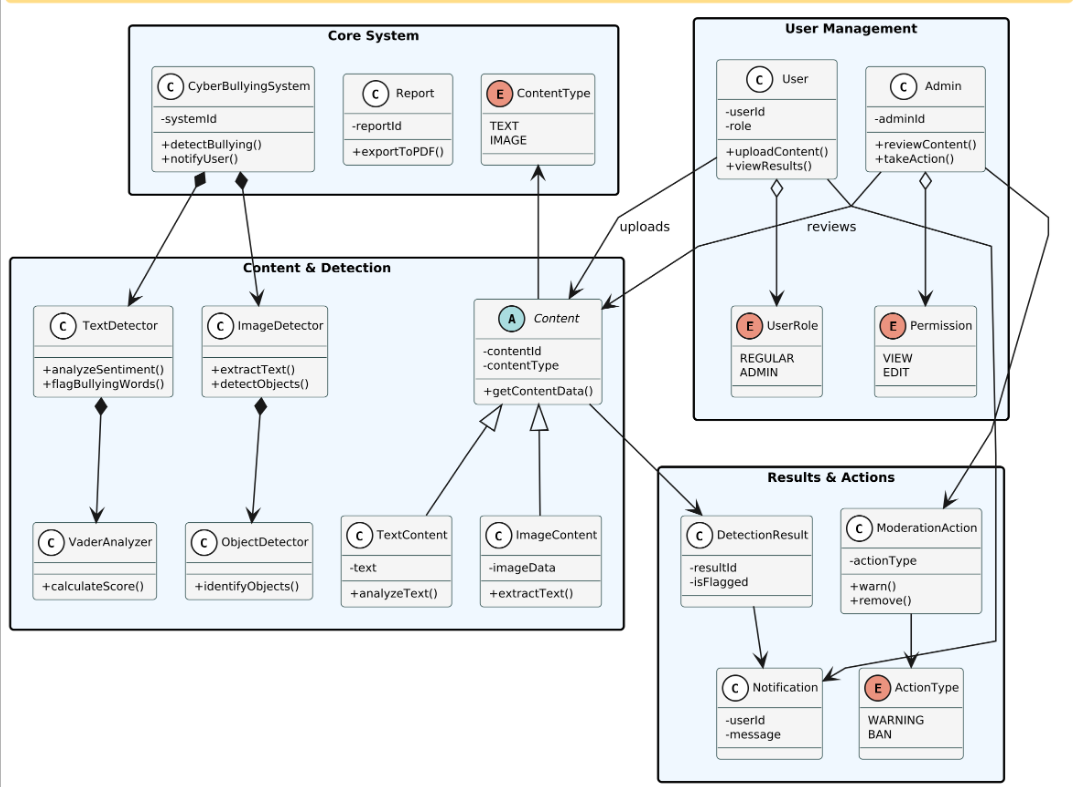 Core System
C CyberBullyingSystem
-systemId
+detectBullying()
+notifyUser()
C Report
-reportId
+exportToPDF()
E ContentType
TEXT
IMAGE
User Management
C User
-userId
-role
+uploadContent()
+viewResults()
C Admin
-adminId
+reviewContent()
+takeAction()
uploads
reviews
E UserRole
REGULAR
ADMIN
E Permission
VIEW
EDIT
Content & Detection
C TextDetector
+analyzeSentiment()
+flagBullyingWords()
C ImageDetector
+extractText()
+detectObjects()
A Content
-contentId
-contentType
+getContentData()
C VaderAnalyzer
+calculateScore()
C ObjectDetector
+identifyObjects()
C TextContent
-text
+analyzeText()
C ImageContent
-imageData
+extractText()
Results & Actions
C DetectionResult
-resultId
-isFlagged
C ModerationAction
-actionType
+warn()
+remove()
C Notification
-userId
-message
E ActionType
WARNING
BAN